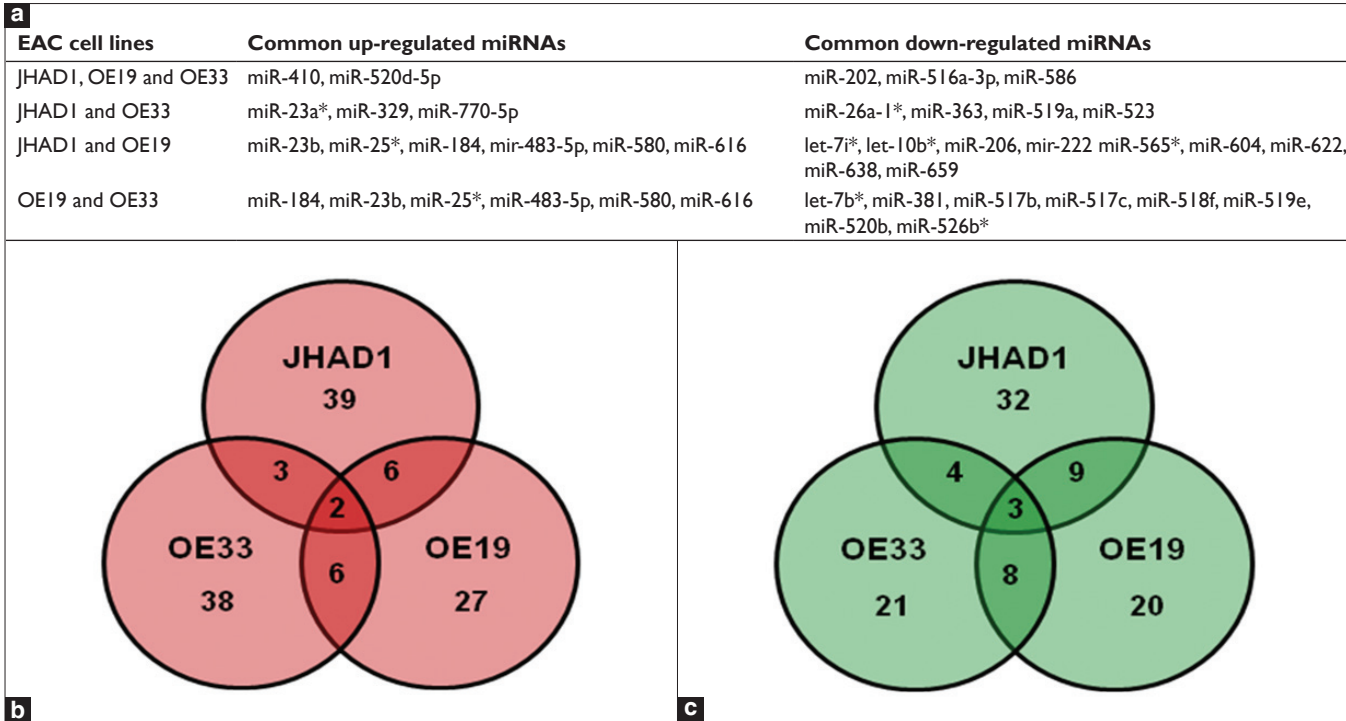 a
EAC cell lines Common up-regulated miRNAs Common down-regulated miRNAs
JHAD1, OE19 and OE33 miR-410, miR-520d-5p miR-202, miR-516a-3p, miR-586
JHAD1 and OE33 miR-23a*, miR-329, miR-770-5p miR-26a-1*, miR-363, miR-519a, miR-523
JHAD1 and OE19 miR-23b, miR-25*, miR-184, mir-483-5p, miR-580, miR-616 let-7i*, let-10b*, miR-206, mir-222 miR-565*, miR-604, miR-622,
miR-638, miR-659
OE19 and OE33 miR-184, miR-23b, miR-25*, miR-483-5p, miR-580, miR-616 let-7b*, miR-381, miR-517b, miR-517c, miR-518f, miR-519e,
miR-520b, miR-526b*
JHAD1
39
3 6
2
OE33 OE19
6
38 27
b
JHAD1
32
4 9
3
OE33 OE19
8
21 20
c